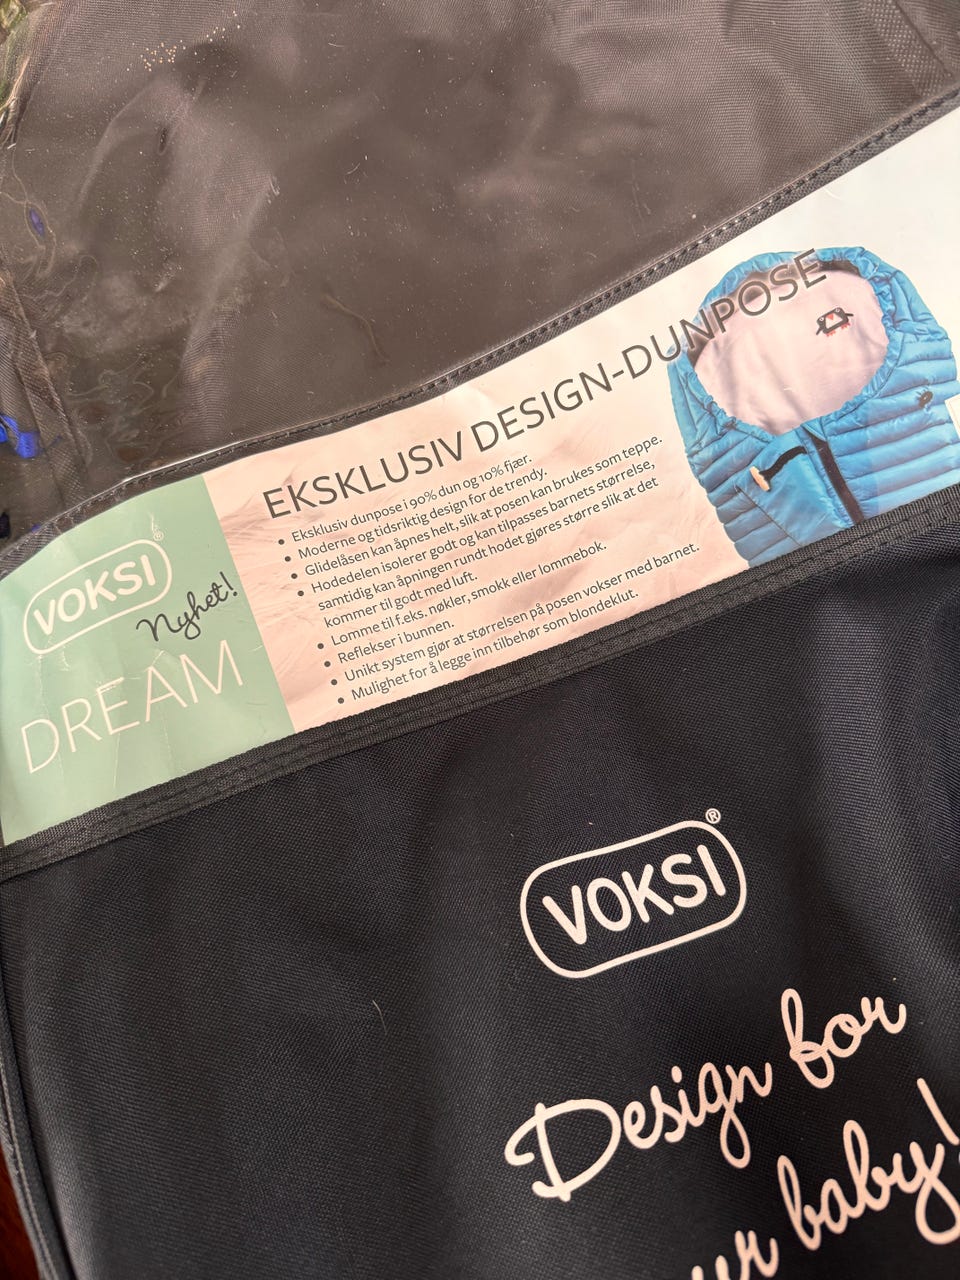 EKSKLUSIV DESIGN-DUNPOSE
• Eksklusiv dunpose i 90% dun og 10% fjær.
• Moderne og tidsriktig design for de trendy.
• Glidelåsen kan åpnes helt, slik at posen kan brukes som teppe.
• Hodedelen isolerer godt og kan tilpasses barnets størrelse,
samtidig kan åpningen rundt hodet gjøres større slik at det
kommer til godt med luft.
• Lomme til f.eks. nøkler, smokk eller lommebok.
• Reflekser i bunnen.
• Unikt system gjør at størrelsen på posen vokser med barnet.
• Mulighet for å legge inn tilbehør som blondeklut.
VOKSI®
Nyhet!
DREAM
VOKSI®
Design for
ur baby!